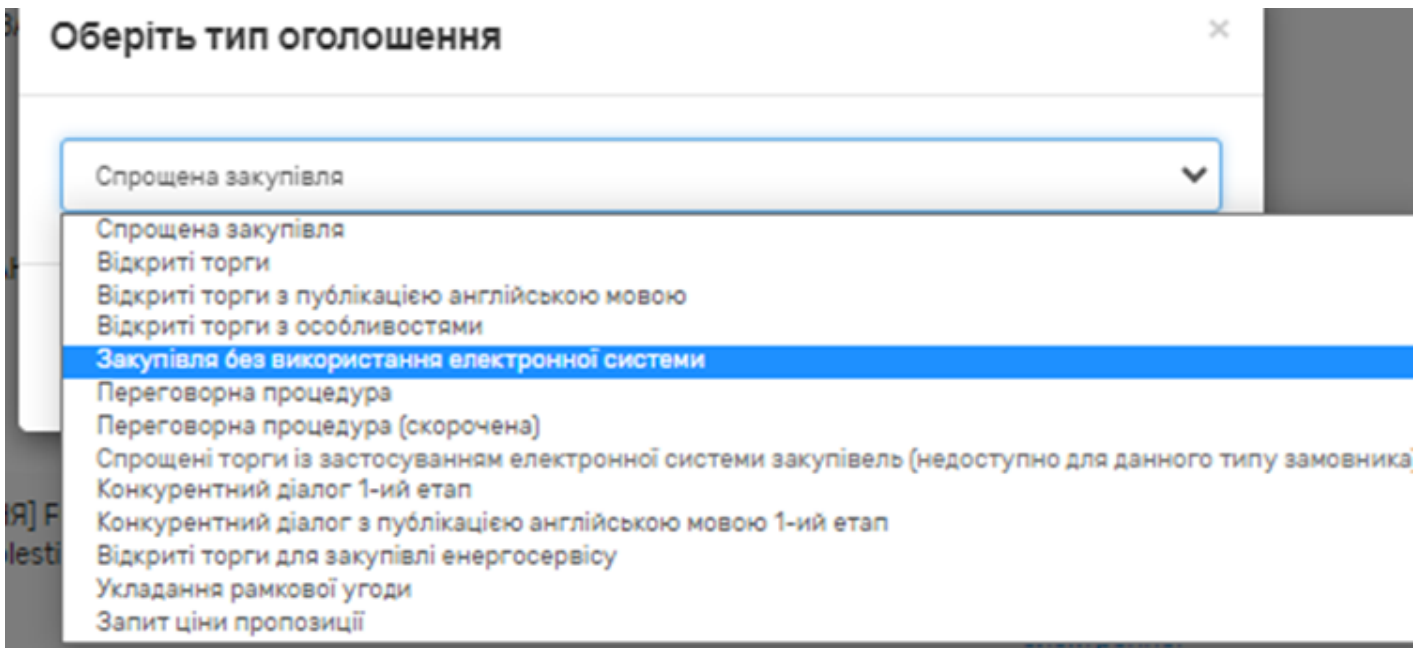 Оберіть тип оголошення
×
Спрощена закупівля
Спрощена закупівля
Відкриті торги
Відкриті торги з публікацією англійською мовою
Відкриті торги з особливостями
Закупівля без використання електронної системи
Переговорна процедура
Переговорна процедура (скорочена)
Спрощені торги із застосуванням електронної системи закупівель (недоступно для данного типу замовника)
Конкурентний діалог 1-ий етап
Конкурентний діалог з публікацією англійською мовою 1-ий етап
Відкриті торги для закупівлі енергосервісу
Укладання рамкової угоди
Запит ціни пропозиції